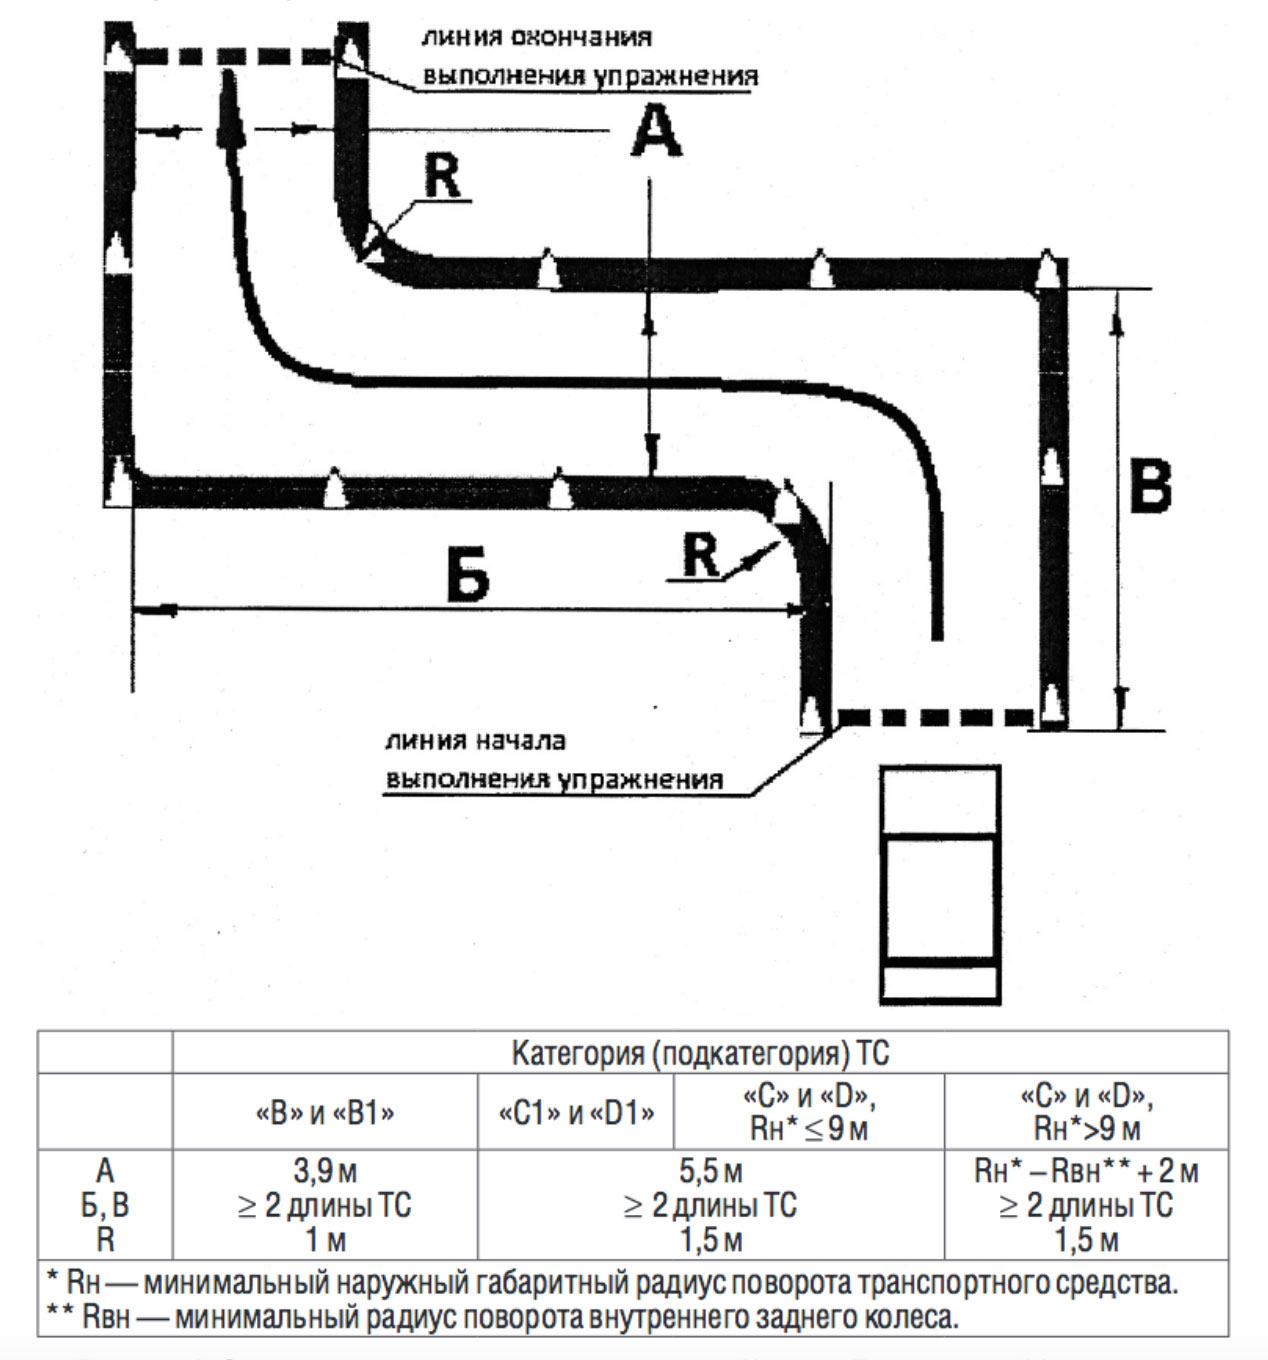 линия окончания
выполнения упражнения
А
R
В
R
Б
линия начала
выполнения упражнения
Категория (подкатегория) ТС
«В» и «В1»
«С1» и «D1»
«С» и «D»,
Rн* ≤ 9 м
«С» и «D»,
Rн*>9 м
А
3,9 м
5,5 м
Rн* – Rвн** + 2 м
Б, В
≥ 2 длины ТС
≥ 2 длины ТС
≥ 2 длины ТС
R
1 м
1,5 м
1,5 м
* Rн — минимальный наружный габаритный радиус поворота транспортного средства.
** Rвн — минимальный радиус поворота внутреннего заднего колеса.